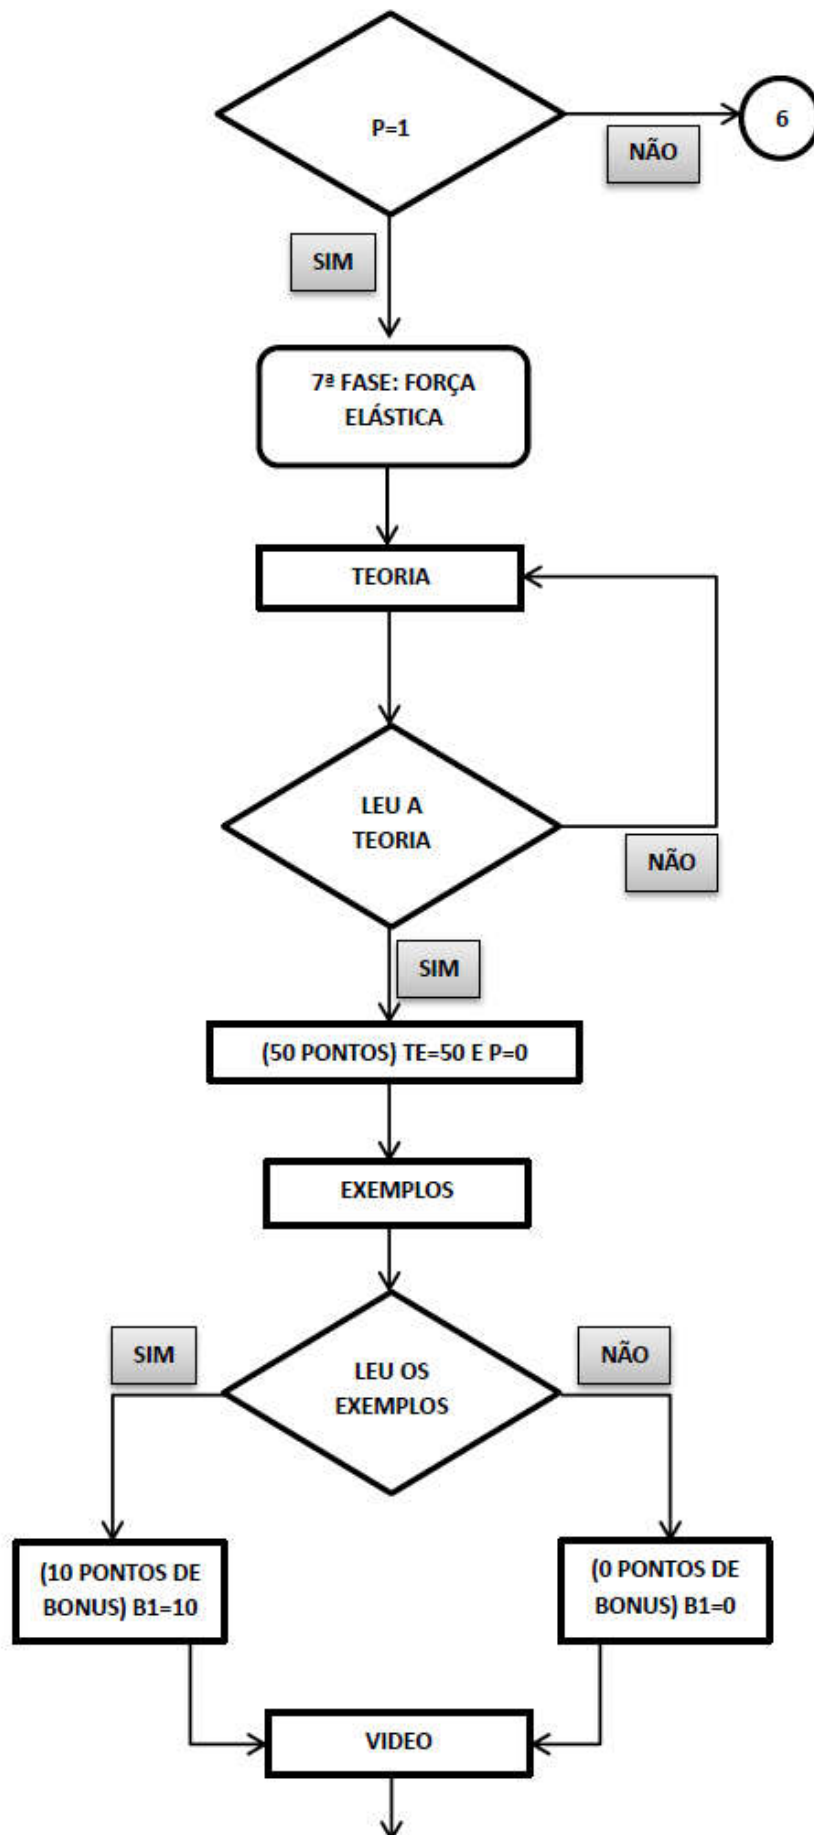 P=1
6
NÃO
SIM
7ª FASE: FORÇA
ELÁSTICA
TEORIA
LEU A
TEORIA
NÃO
SIM
(50 PONTOS) TE=50 E P=0
EXEMPLOS
SIM
NÃO
LEU OS
EXEMPLOS
(10 PONTOS DE
BONUS) B1=10
(0 PONTOS DE
BONUS) B1=0
VIDEO